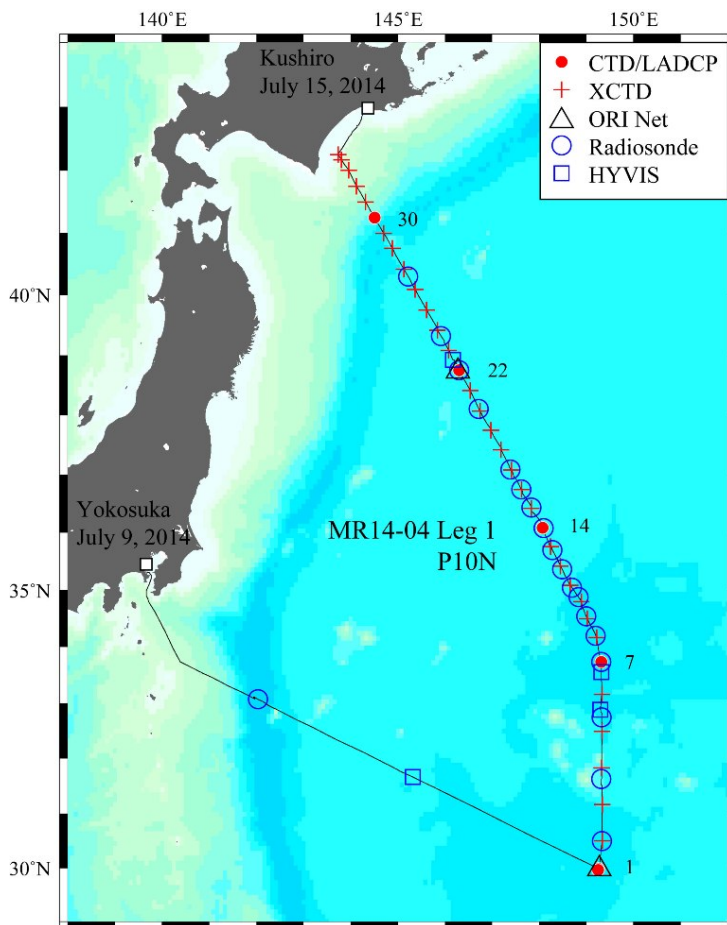 140°E 145°E 150°E
Kushiro
July 15, 2014
CTD/LADCP
XCTD
ORI Net
Radiosonde
HYVIS
30
40°N
22
Yokosuka
July 9, 2014
14
MR14-04 Leg 1
P10N
35°N
7
30°N
1